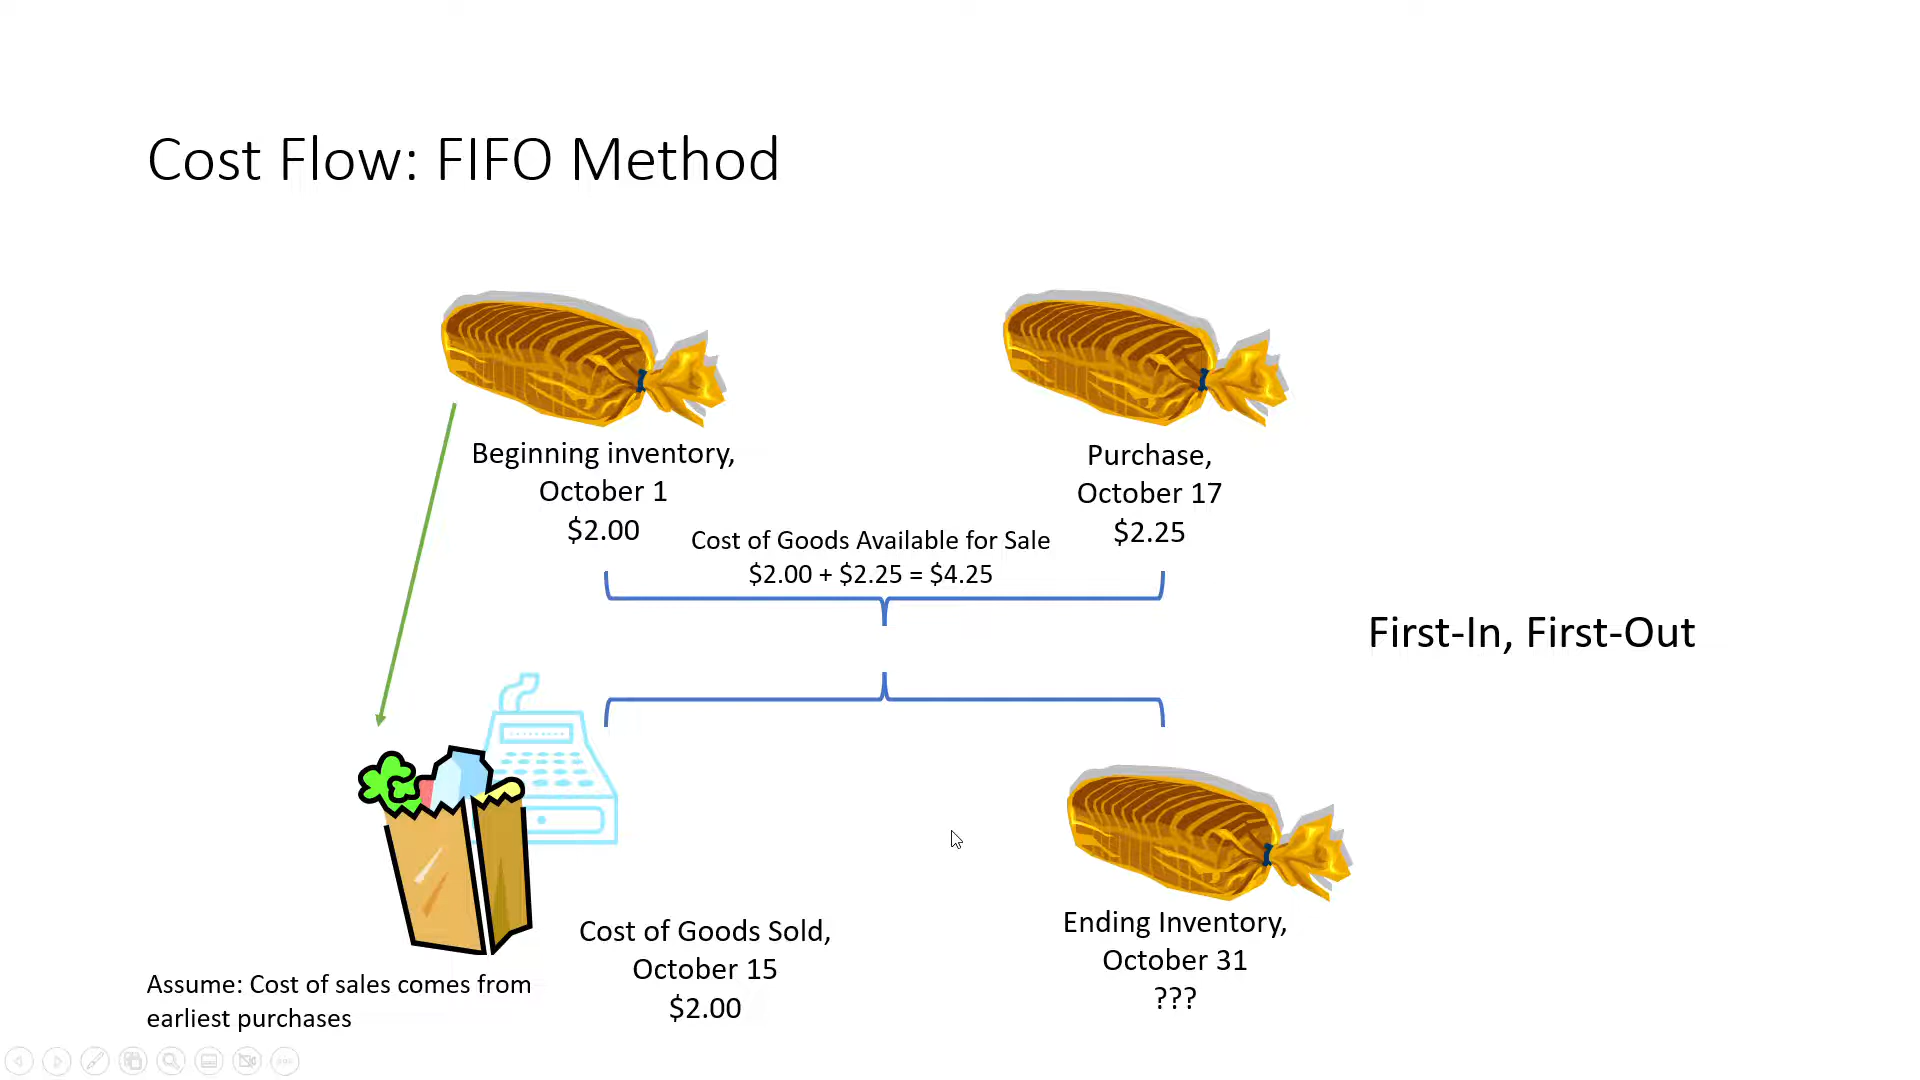 Cost Flow: FIFO Method
Beginning inventory,
October 1
$2.00
Purchase,
October 17
$2.25
Cost of Goods Available for Sale
$2.00 + $2.25 = $4.25
First-In, First-Out
Cost of Goods Sold,
October 15
$2.00
Ending Inventory,
October 31
???
Assume: Cost of sales comes from
earliest purchases